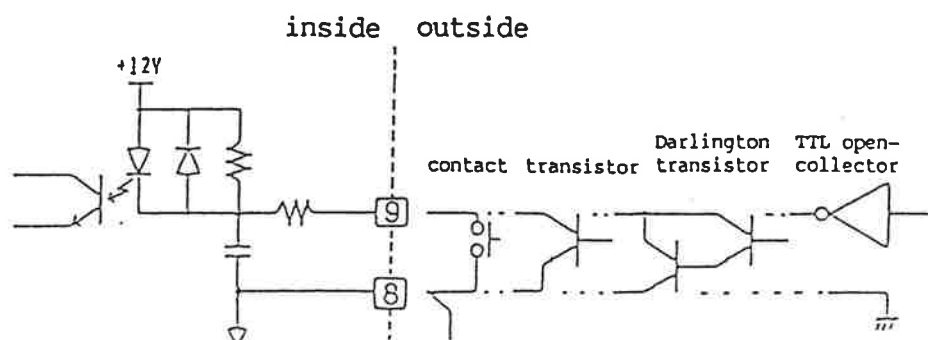 inside outside
+12V
Darlington TTL open-
contact transistor transistor collector
9
8